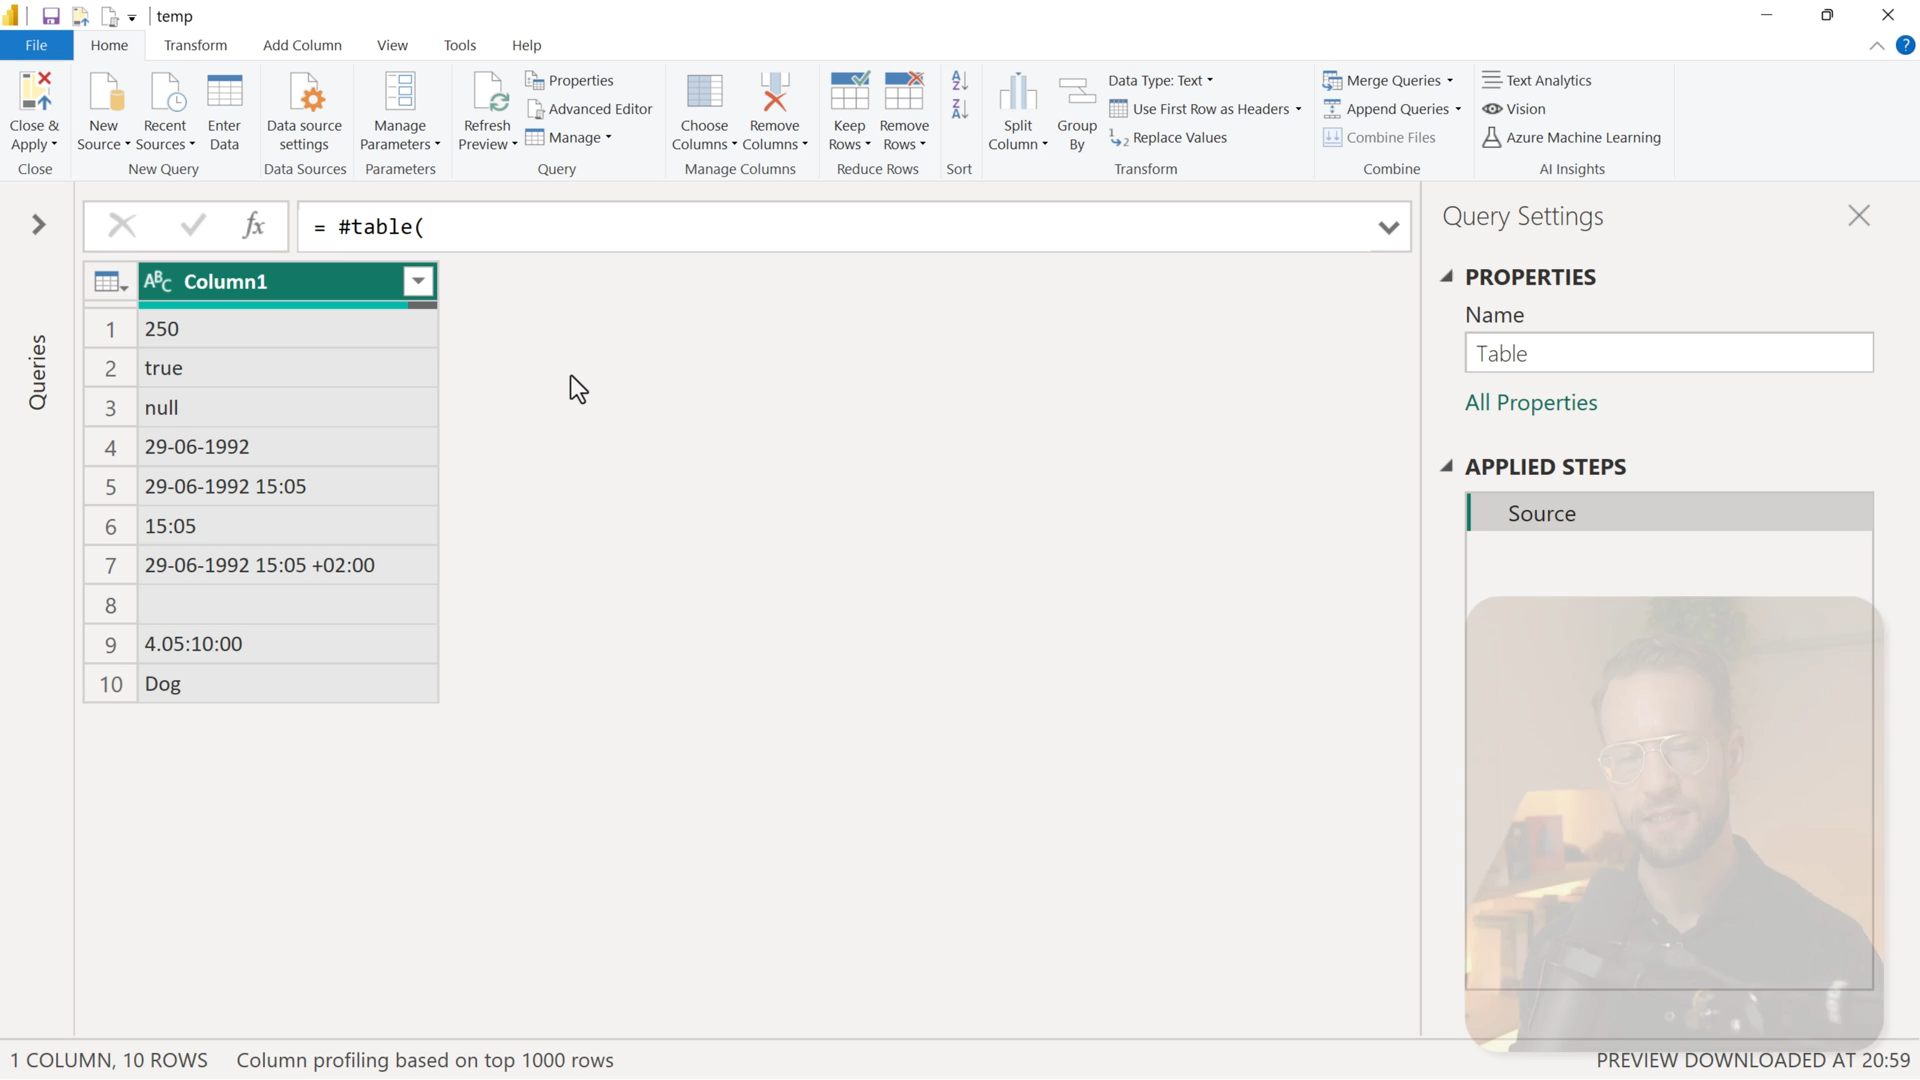 temp
File Home Transform Add Column View Tools Help
?
Close & Apply
Close
New Source
Recent Sources
Enter Data
New Query
Data source settings
Data Sources
Manage Parameters
Parameters
Refresh Preview
Properties
Advanced Editor
Manage
Query
Choose Columns
Remove Columns
Manage Columns
Keep Rows
Remove Rows
Reduce Rows
Sort
Split Column
Group By
Data Type: Text
Use First Row as Headers
Replace Values
Transform
Merge Queries
Append Queries
Combine Files
Combine
Text Analytics
Vision
Azure Machine Learning
AI Insights
Queries
fx
= #table(
ABC Column1
1 250
2 true
3 null
4 29-06-1992
5 29-06-1992 15:05
6 15:05
7 29-06-1992 15:05 +02:00
8
9 4.05:10:00
10 Dog
Query Settings
PROPERTIES
Name
Table
All Properties
APPLIED STEPS
Source
1 COLUMN, 10 ROWS Column profiling based on top 1000 rows
PREVIEW DOWNLOADED AT 20:59